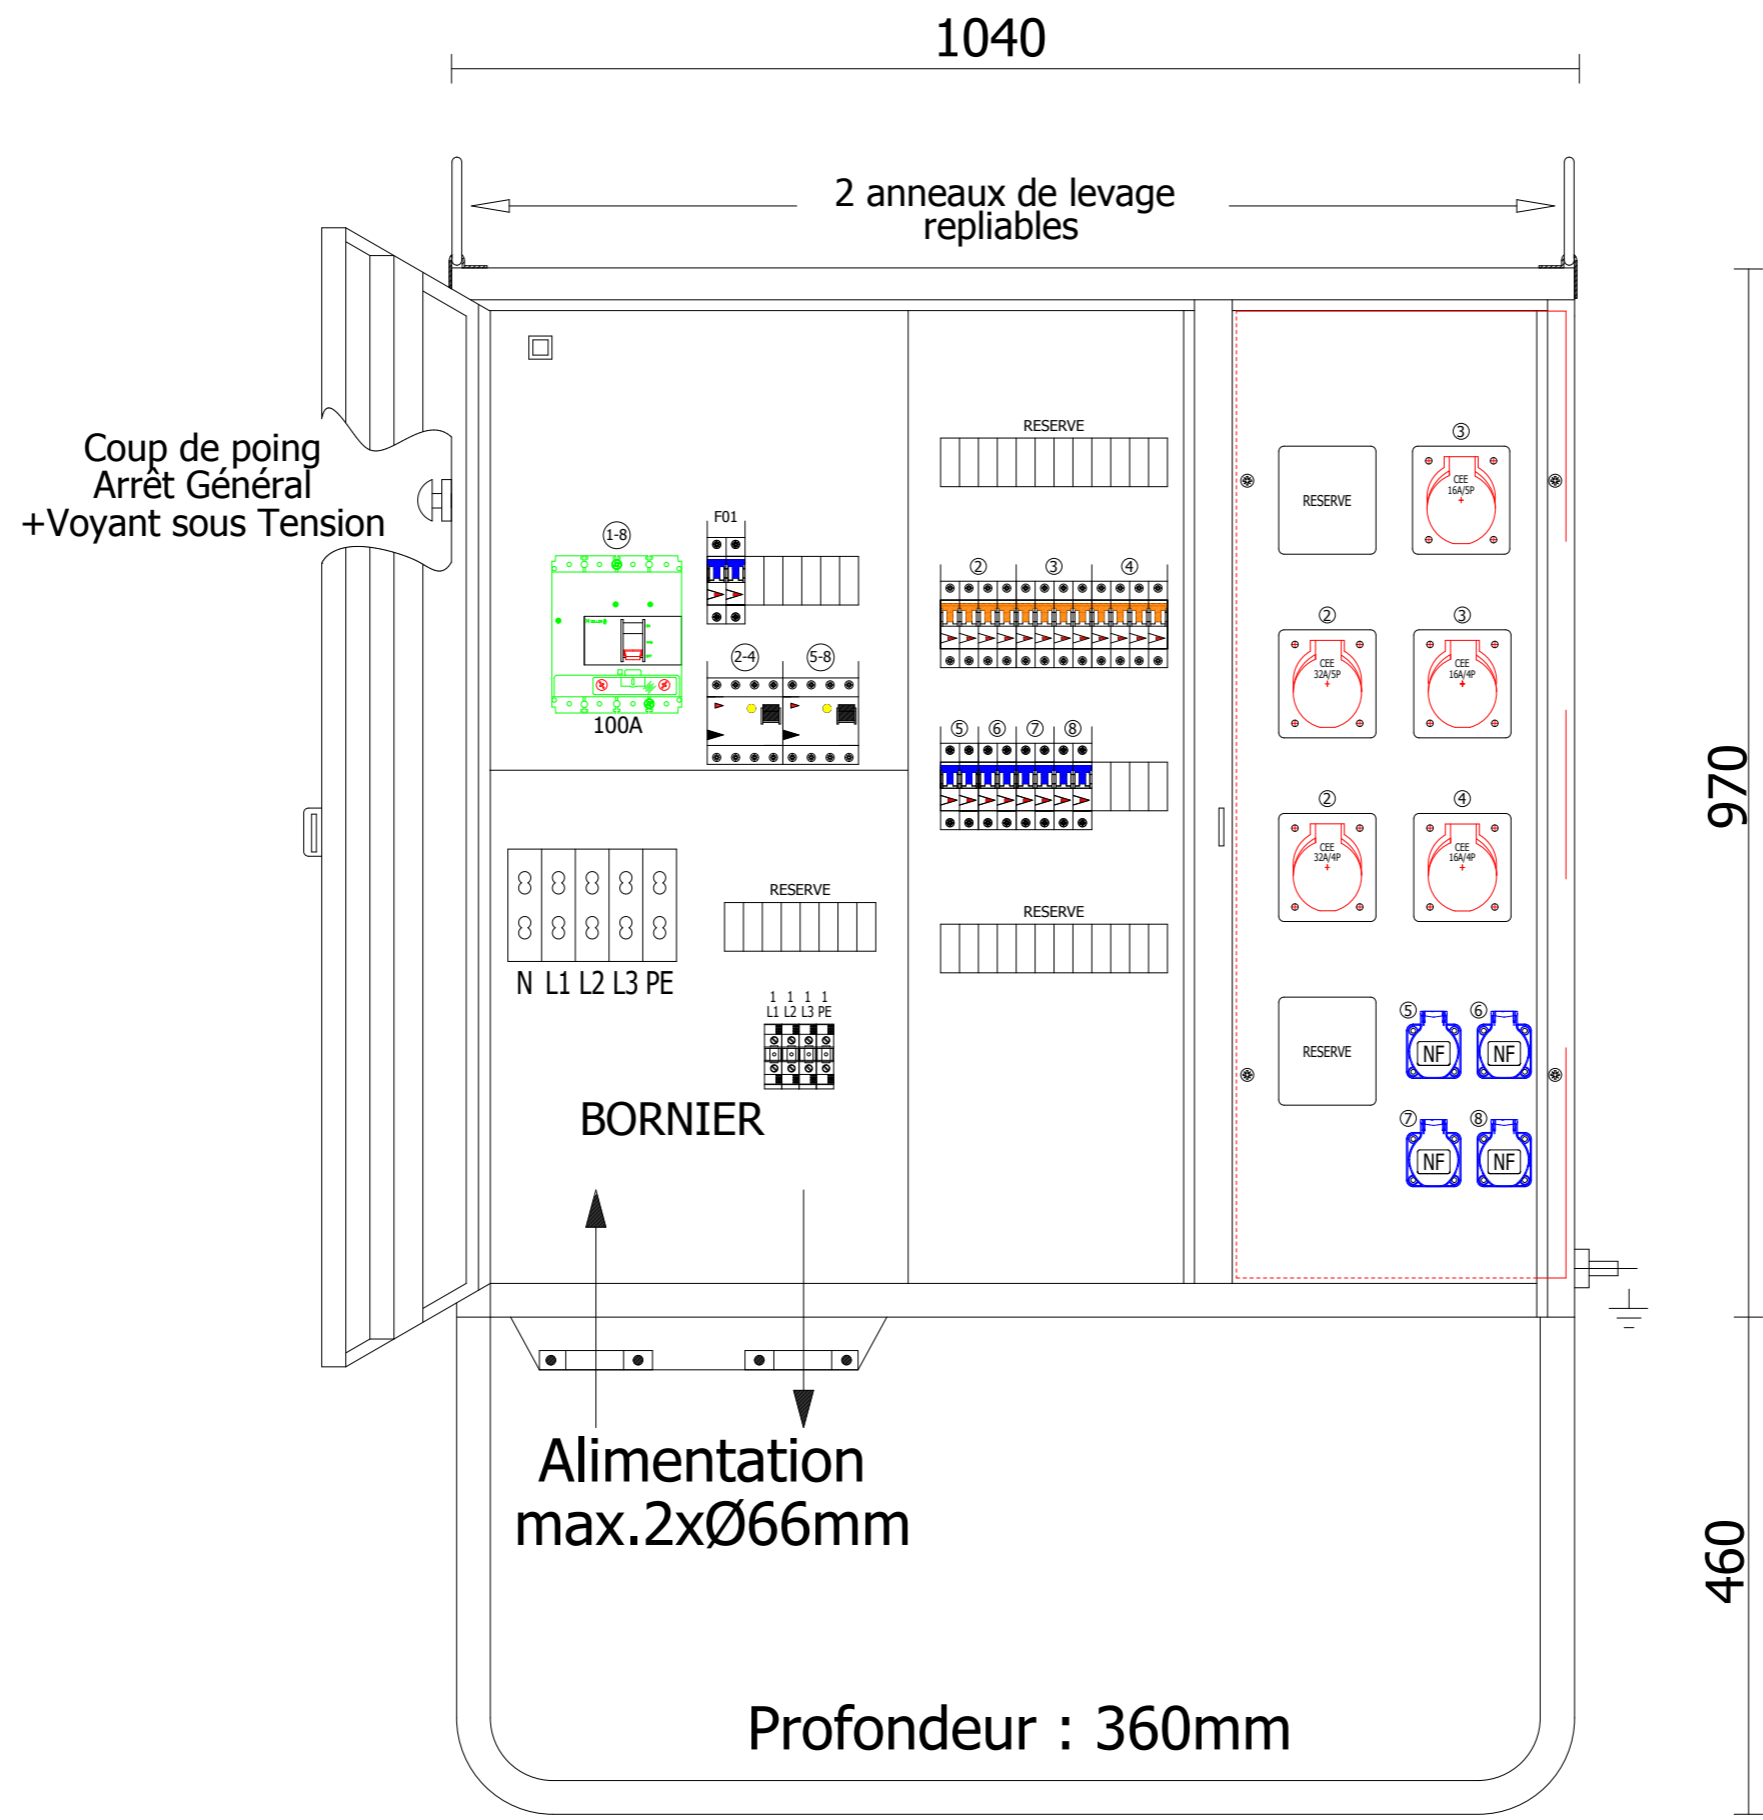 1040
2 anneaux de levage
repliables
Coup de poing
Arrêt Général
+Voyant sous Tension
970
460
1-8
100A
F01
2-4
5-8
RESERVE
② ③ ④
⑤ ⑥ ⑦ ⑧
RESERVE
RESERVE
N L1 L2 L3 PE
1 1 1 1
L1 L2 L3 PE
BORNIER
RESERVE
③
CEE
16A/5P
②
CEE
32A/5P
③
CEE
16A/4P
②
CEE
32A/4P
④
CEE
16A/4P
RESERVE
⑤
NF
⑥
NF
⑦
NF
⑧
NF
Alimentation
max.2xØ66mm
Profondeur : 360mm